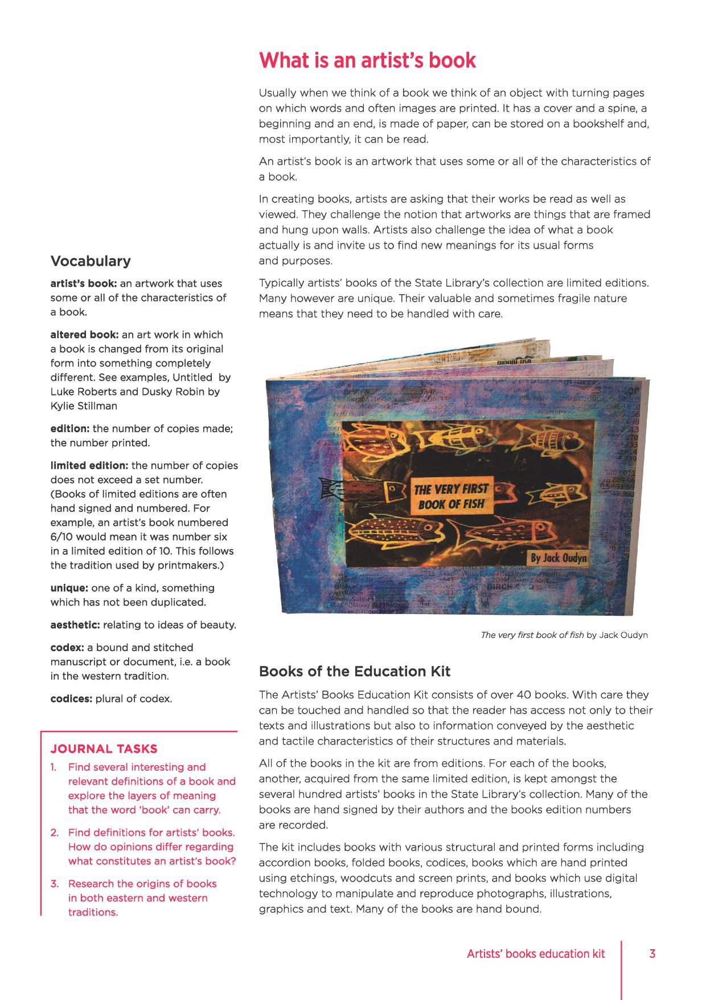 What is an artist's book
Usually when we think of a book we think of an object with turning pages
on which words and often images are printed. It has a cover and a spine, a
beginning and an end, is made of paper, can be stored on a bookshelf and,
most importantly, it can be read.
An artist's book is an artwork that uses some or all of the characteristics of
a book.
In creating books, artists are asking that their works be read as well as
viewed. They challenge the notion that artworks are things that are framed
and hung upon walls. Artists also challenge the idea of what a book
actually is and invite us to find new meanings for its usual forms
and purposes.
Typically artists' books of the State Library's collection are limited editions.
Many however are unique. Their valuable and sometimes fragile nature
means that they need to be handled with care.
THE VERY FIRST
BOOK OF FISH
By Jack Oudyn
The very first book of fish by Jack Oudyn
Books of the Education Kit
The Artists' Books Education Kit consists of over 40 books. With care they
can be touched and handled so that the reader has access not only to their
texts and illustrations but also to information conveyed by the aesthetic
and tactile characteristics of their structures and materials.
All of the books in the kit are from editions. For each of the books,
another, acquired from the same limited edition, is kept amongst the
several hundred artists' books in the State Library's collection. Many of the
books are hand signed by their authors and the books edition numbers
are recorded.
The kit includes books with various structural and printed forms including
accordion books, folded books, codices, books which are hand printed
using etchings, woodcuts and screen prints, and books which use digital
technology to manipulate and reproduce photographs, illustrations,
graphics and text. Many of the books are hand bound.
Vocabulary
artist's book: an artwork that uses
some or all of the characteristics of
a book.
altered book: an art work in which
a book is changed from its original
form into something completely
different. See examples, Untitled by
Luke Roberts and Dusky Robin by
Kylie Stillman
edition: the number of copies made;
the number printed.
limited edition: the number of copies
does not exceed a set number.
(Books of limited editions are often
hand signed and numbered. For
example, an artist's book numbered
6/10 would mean it was number six
in a limited edition of 10. This follows
the tradition used by printmakers.)
unique: one of a kind, something
which has not been duplicated.
aesthetic: relating to ideas of beauty.
codex: a bound and stitched
manuscript or document, i.e. a book
in the western tradition.
codices: plural of codex.
JOURNAL TASKS
1. Find several interesting and
relevant definitions of a book and
explore the layers of meaning
that the word 'book' can carry.
2. Find definitions for artists' books.
How do opinions differ regarding
what constitutes an artist's book?
3. Research the origins of books
in both eastern and western
traditions.
Artists' books education kit
3